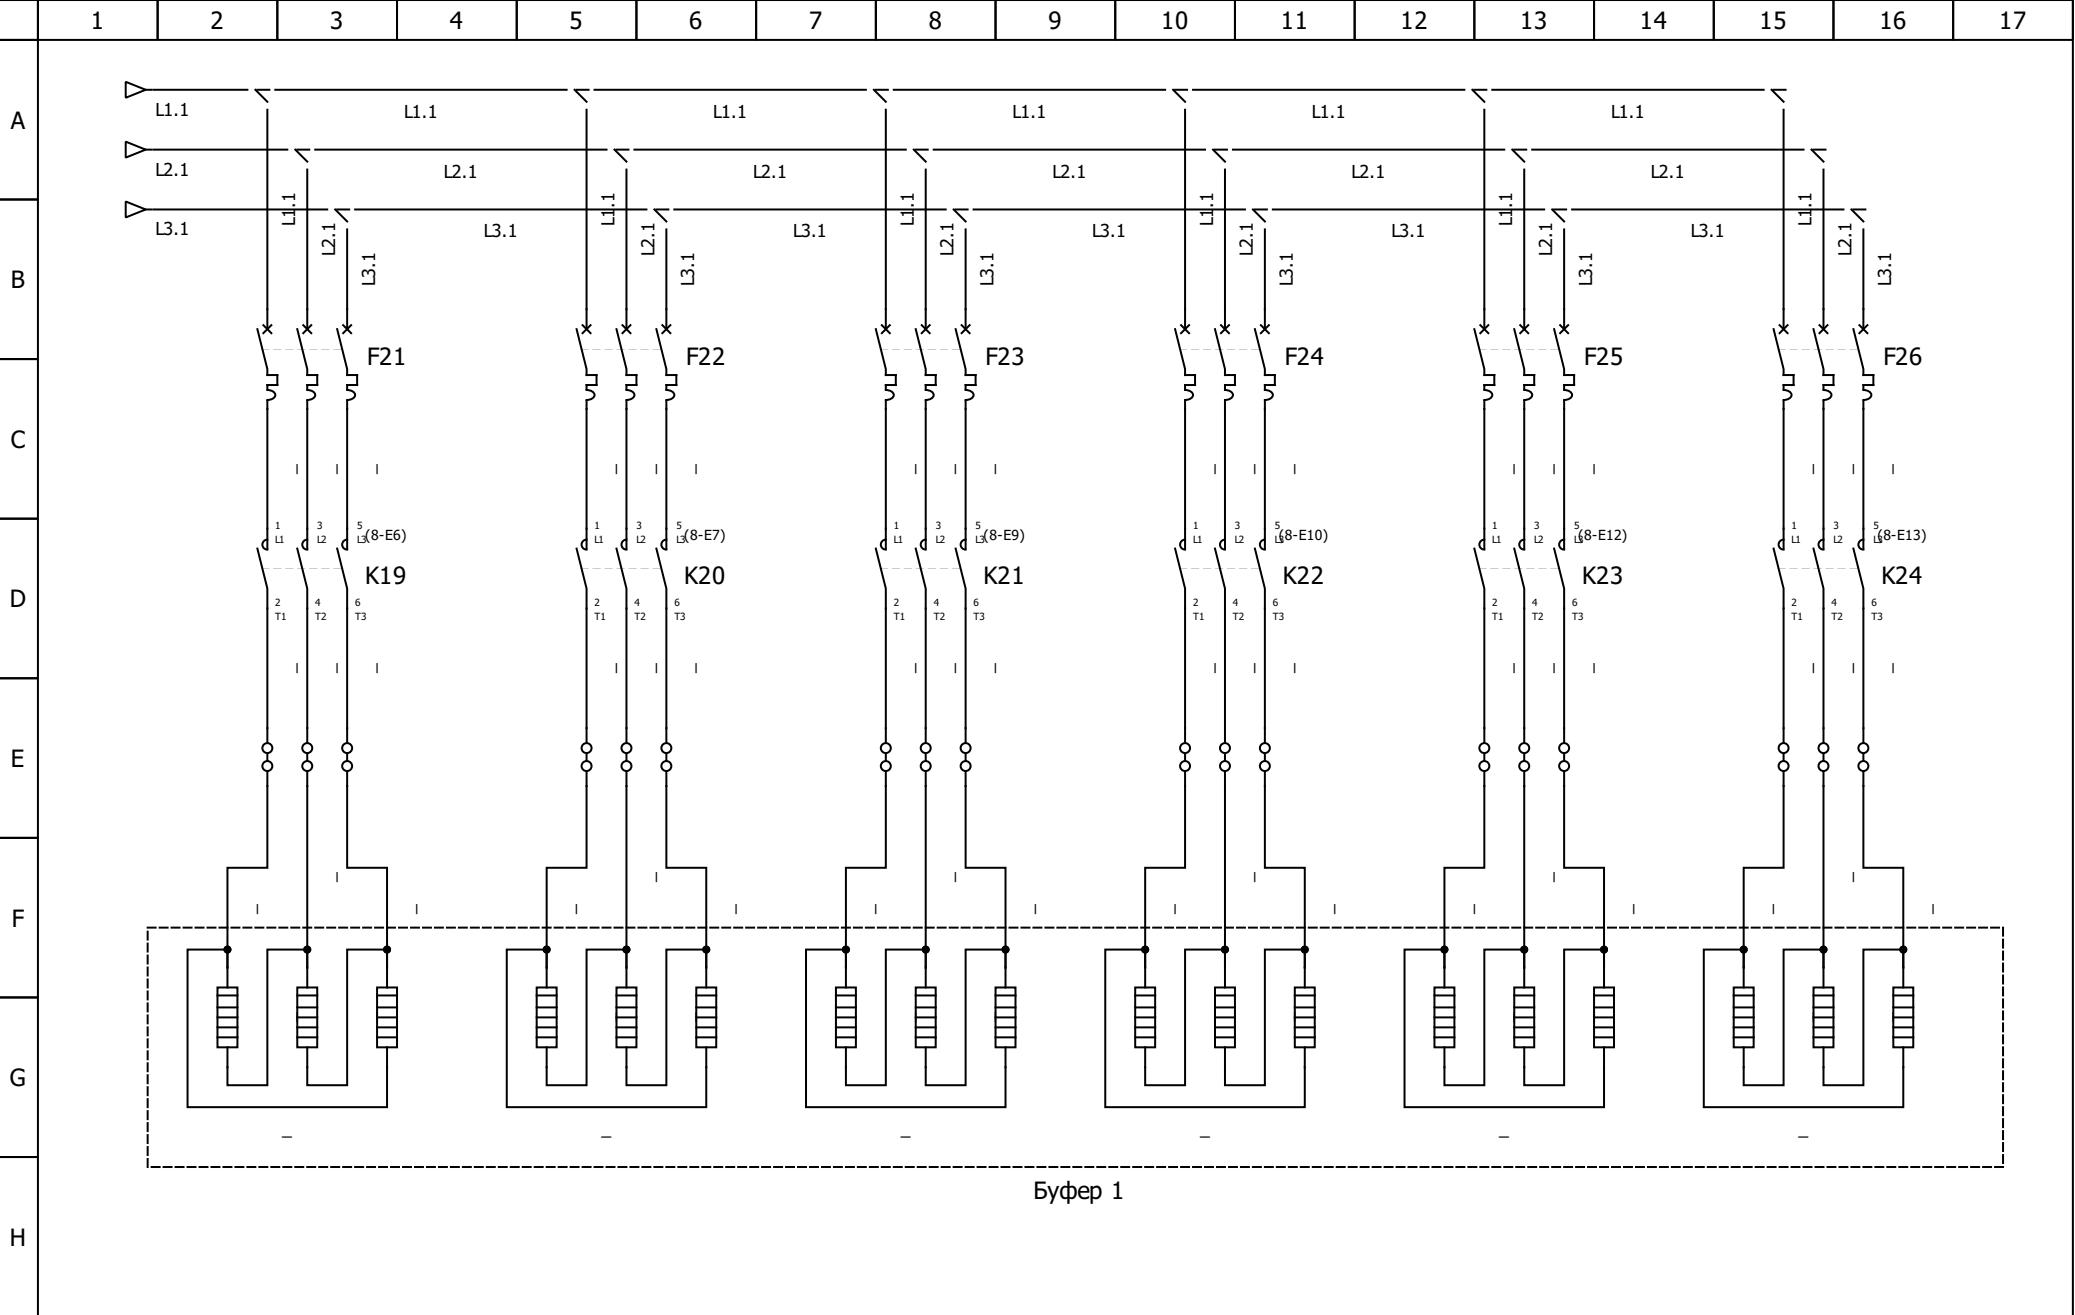 1 2 3 4 5 6 7 8 9 10 11 12 13 14 15 16 17
A
L1.1 L1.1 L1.1 L1.1 L1.1 L1.1
L2.1 L2.1 L2.1 L2.1 L2.1 L2.1
L1.1 L1.1 L1.1 L1.1 L1.1 L1.1
L3.1 L3.1 L3.1 L3.1 L3.1 L3.1
L2.1 L2.1 L2.1 L2.1 L2.1 L2.1
B
L3.1 L3.1 L3.1 L3.1 L3.1 L3.1
F21 F22 F23 F24 F25 F26
C
1 3 5 1 3 5 1 3 5 1 3 5 1 3 5 1 3 5
L1 L2 L3 (8-E6) L1 L2 L3 (8-E7) L1 L2 L3 (8-E9) L1 L2 L3 (8-E10) L1 L2 L3 (8-E12) L1 L2 L3 (8-E13)
K19 K20 K21 K22 K23 K24
D
2 4 6 2 4 6 2 4 6 2 4 6 2 4 6 2 4 6
T1 T2 T3 T1 T2 T3 T1 T2 T3 T1 T2 T3 T1 T2 T3 T1 T2 T3
E
F
G
Буфер 1
H